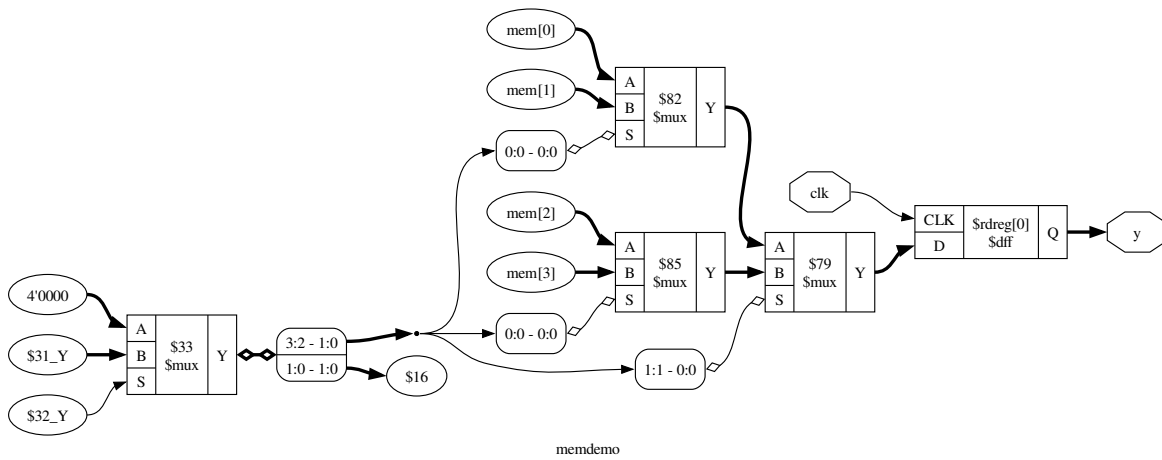 mem[0]
mem[1]
0:0 - 0:0
A
B
S
$82
$mux
Y
mem[2]
mem[3]
0:0 - 0:0
A
B
S
$85
$mux
Y
1:1 - 0:0
A
B
S
$79
$mux
Y
clk
CLK
D
$rdreg[0]
$dff
Q
y
4'0000
$31_Y
$32_Y
A
B
S
$33
$mux
Y
3:2 - 1:0
1:0 - 1:0
$16
memdemo